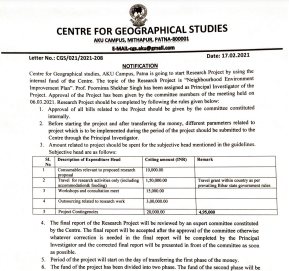 CENTRE FOR GEOGRAPHICAL STUDIES
AKU CAMPUS, MITHAPUR, PATNA-800001
E-MAIL-cgs.aku@gmail.com
Letter No.: CGS/021/2021-208 Date: 17.02.2021
NOTIFICATION
Centre for Geographical studies, AKU Campus, Patna is going to start Research Project by using the
internal fund of the Centre. The topic of the Research Project is "Neighbourhood Environment
Improvement Plan". Prof. Poornima Shekhar Singh has been assigned as Principal Investigator of the
Project. Approval of the Project has been given by the committee members of the meeting held on
06.03.2021. Research Project should be completed by following the rules given below:
1. Approval of all bills related to the Project should be given by the committee constituted
internally.
2. Before starting the project and after transferring the money, different parameters related to
project which is to be implemented during the period of the project should be submitted to the
Centre through the Principal Investigator.
3. Amount related to project should be spent for the subject mentioned in the guidelines.
Subjective head are as follows:
Sl. No Description of Expenditure Head Ceiling amount (INR) Remark
1 Consumables relevant to proposed research proposal 10,000.00
2 Travel for research activities only (including accommodation& feeding) 1,50,000.00 Travel grant within country as per prevailing Bihar state government rules
3 Workshops and consultation meet 15,000.00
4 Outsourcing related to research work 3,00,000.00
5 Project Contingencies 20,000.00 4,95,000
4. The final report of the Research Project will be reviewed by an expert committee constituted
by the Centre. The final report will be accepted after the approval of the committee otherwise
whatever correction is needed in the final report will be completed by the Principal
Investigator and the corrected final report will be presented in front of the committee as soon
as possible.
5. Period of the project will start on the day of transferring the first phase of the money.
6. The fund of the project has been divided into two phase. The fund of the second phase will be